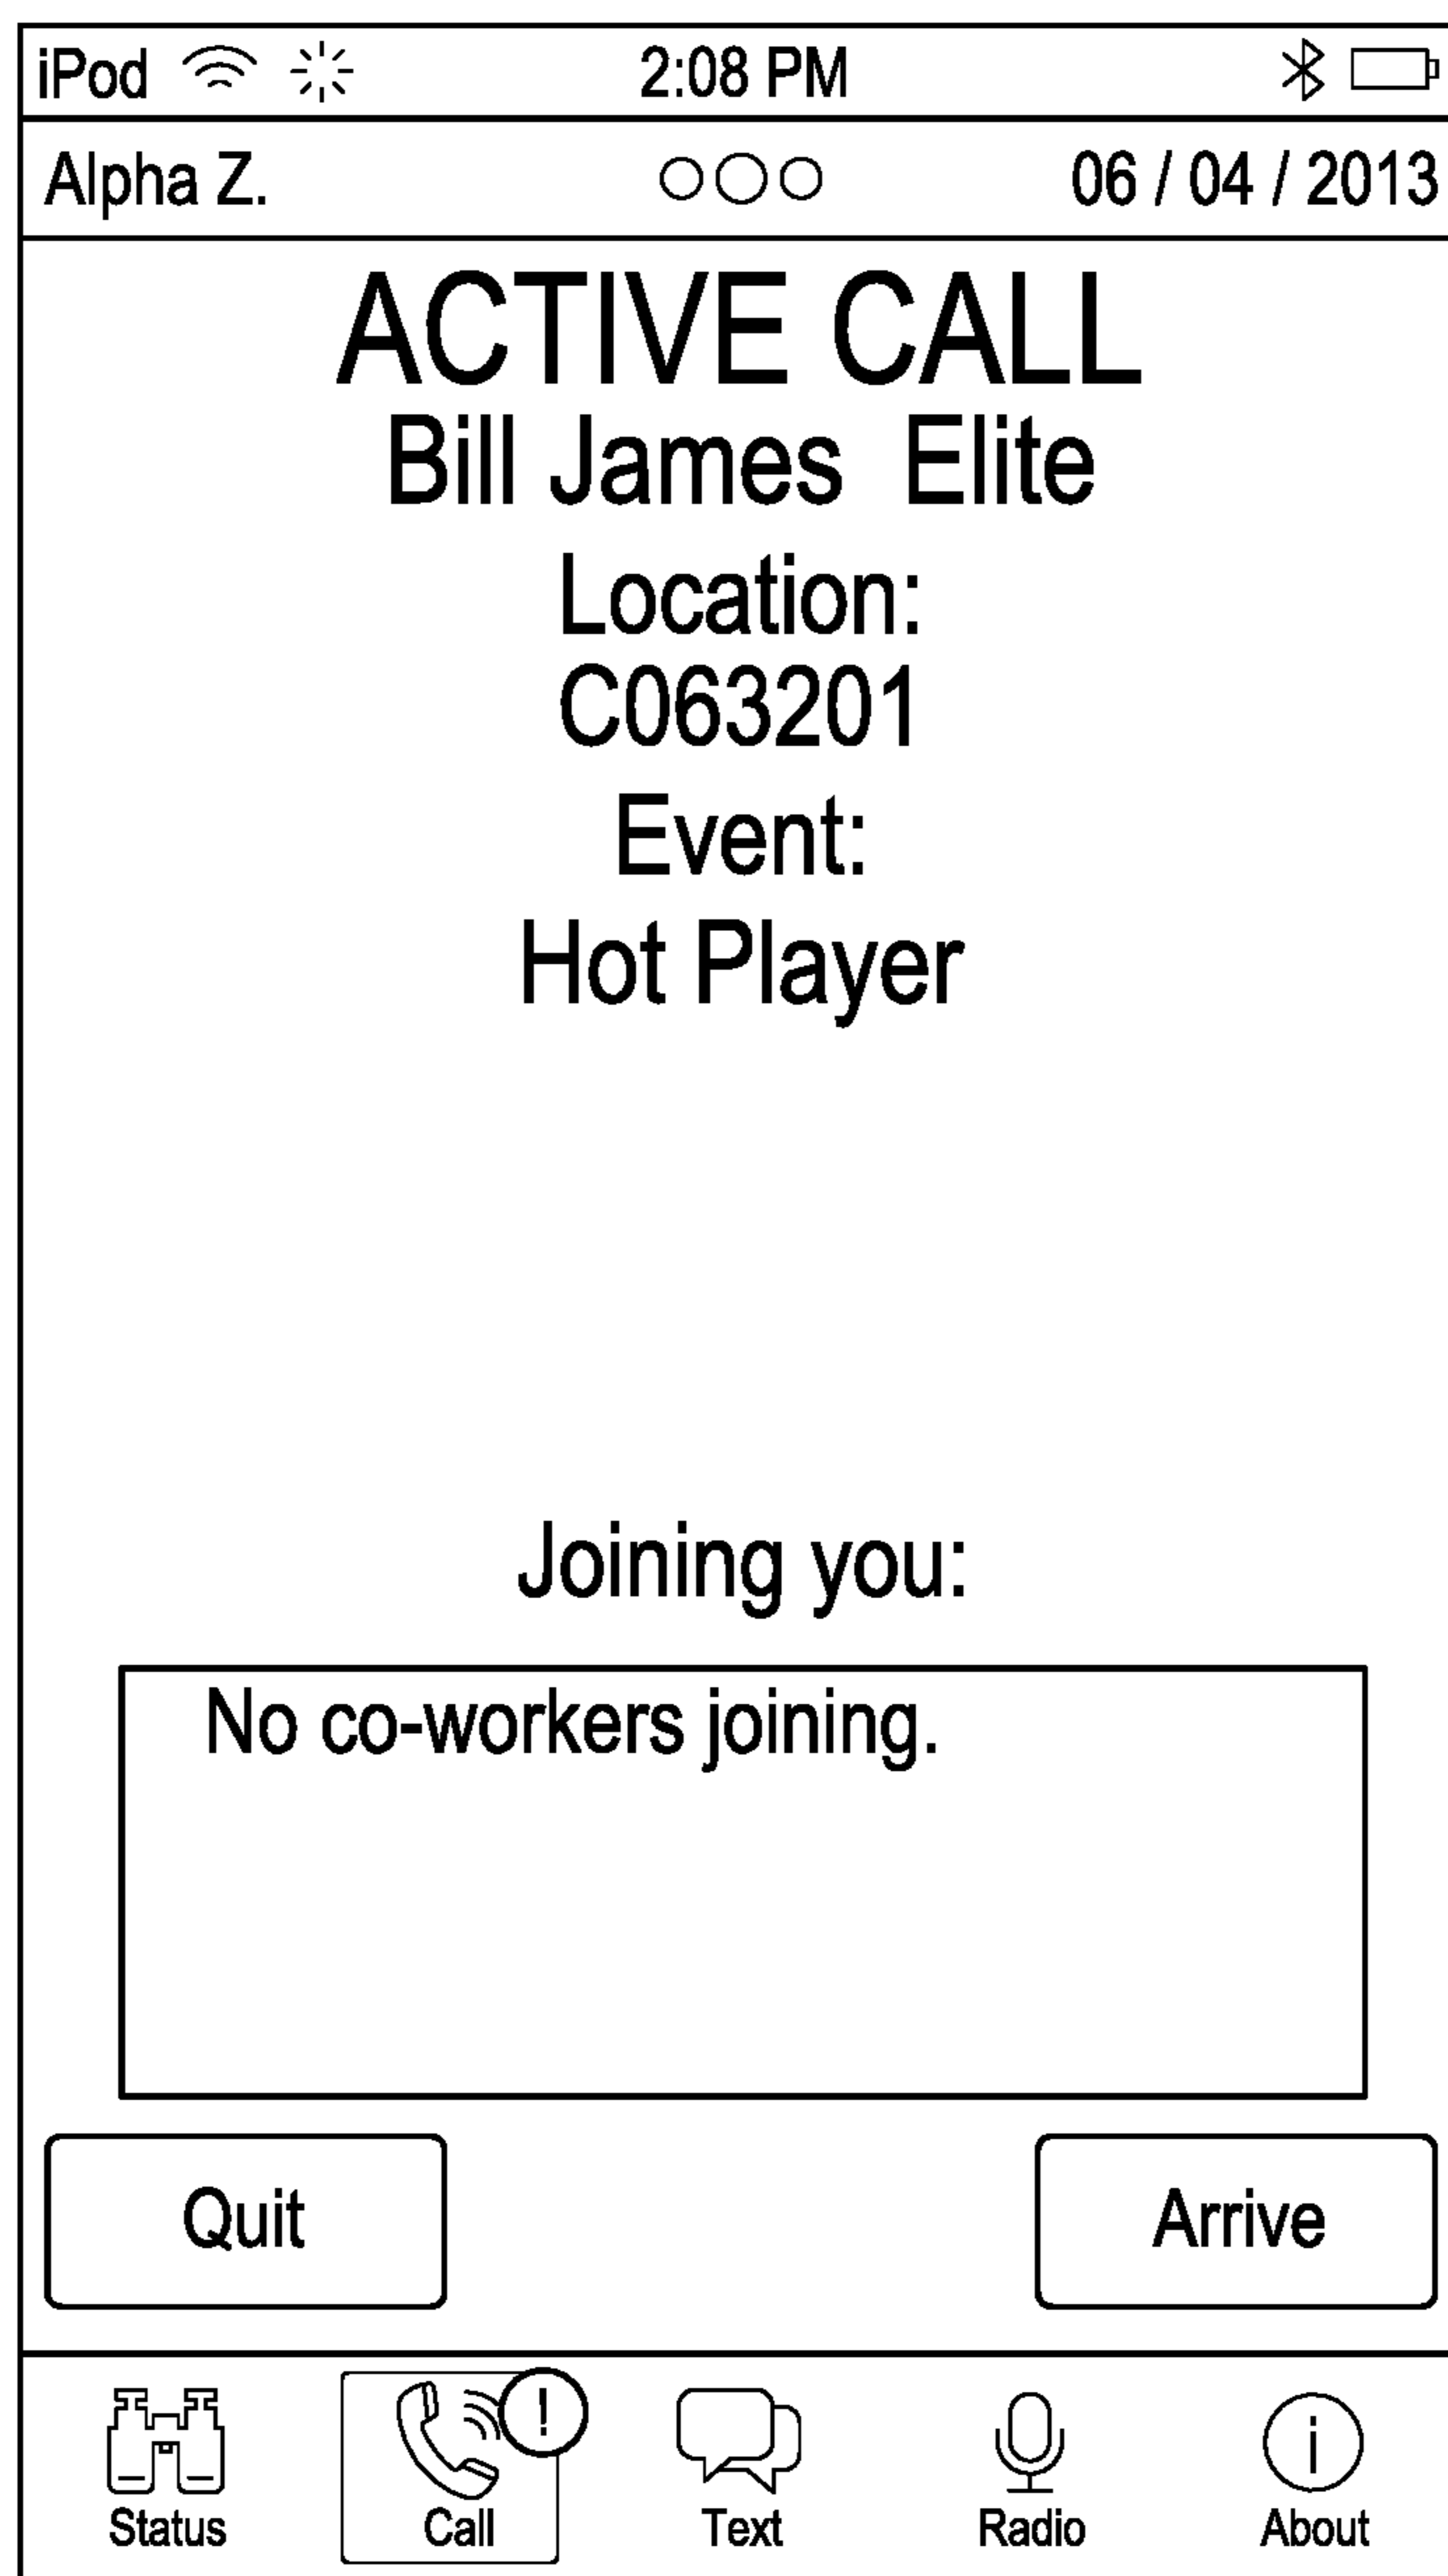 iPod 2:08 PM
Alpha Z. 06 / 04 / 2013
ACTIVE CALL
Bill James Elite
Location:
C063201
Event:
Hot Player
Joining you:
No co-workers joining.
Quit Arrive
!
i
Status Call Text Radio About